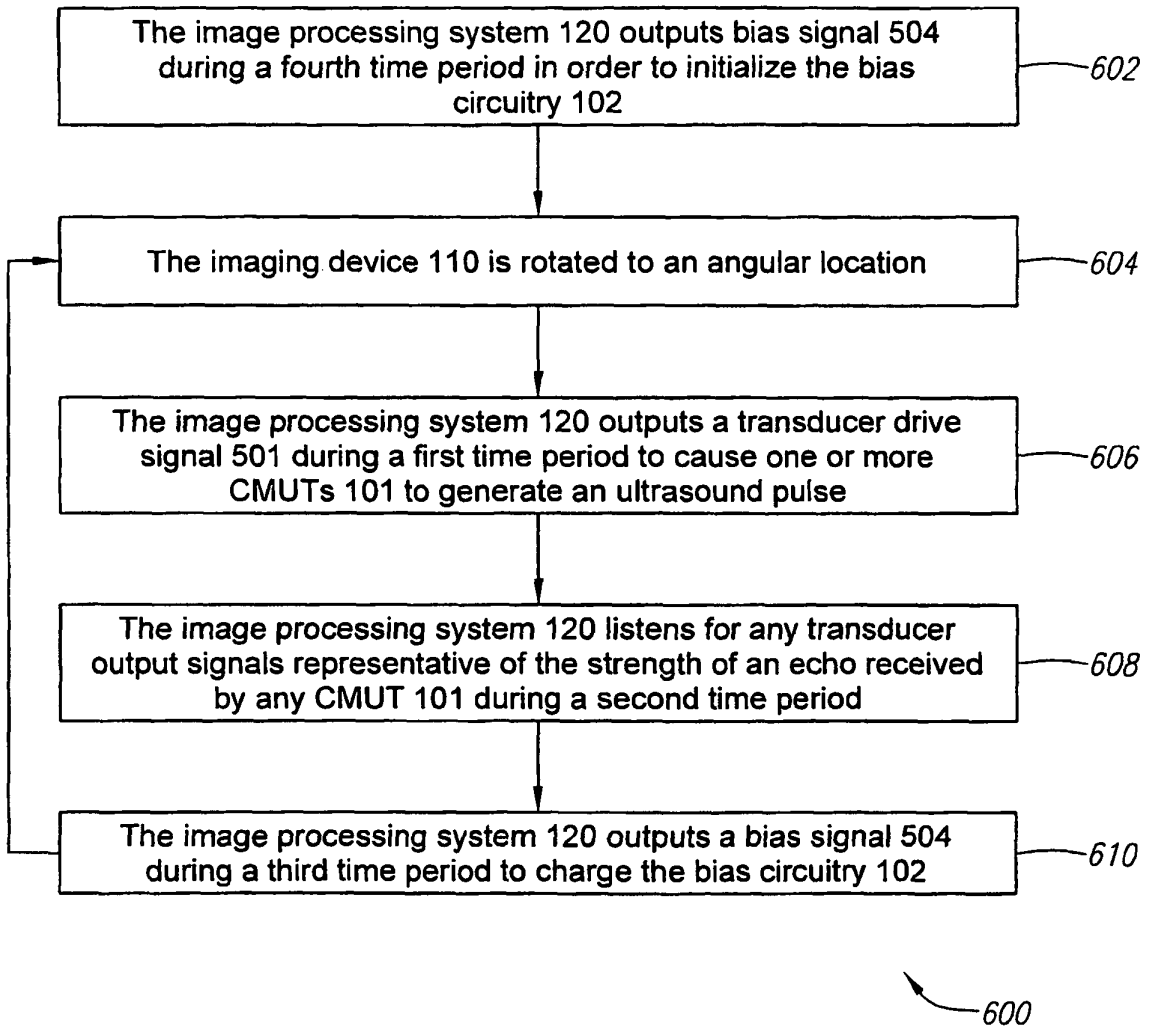 The image processing system 120 outputs bias signal 504
during a fourth time period in order to initialize the bias
circuitry 102
602
The imaging device 110 is rotated to an angular location
604
The image processing system 120 outputs a transducer drive
signal 501 during a first time period to cause one or more
CMUTs 101 to generate an ultrasound pulse
606
The image processing system 120 listens for any transducer
output signals representative of the strength of an echo received
by any CMUT 101 during a second time period
608
The image processing system 120 outputs a bias signal 504
during a third time period to charge the bias circuitry 102
610
600